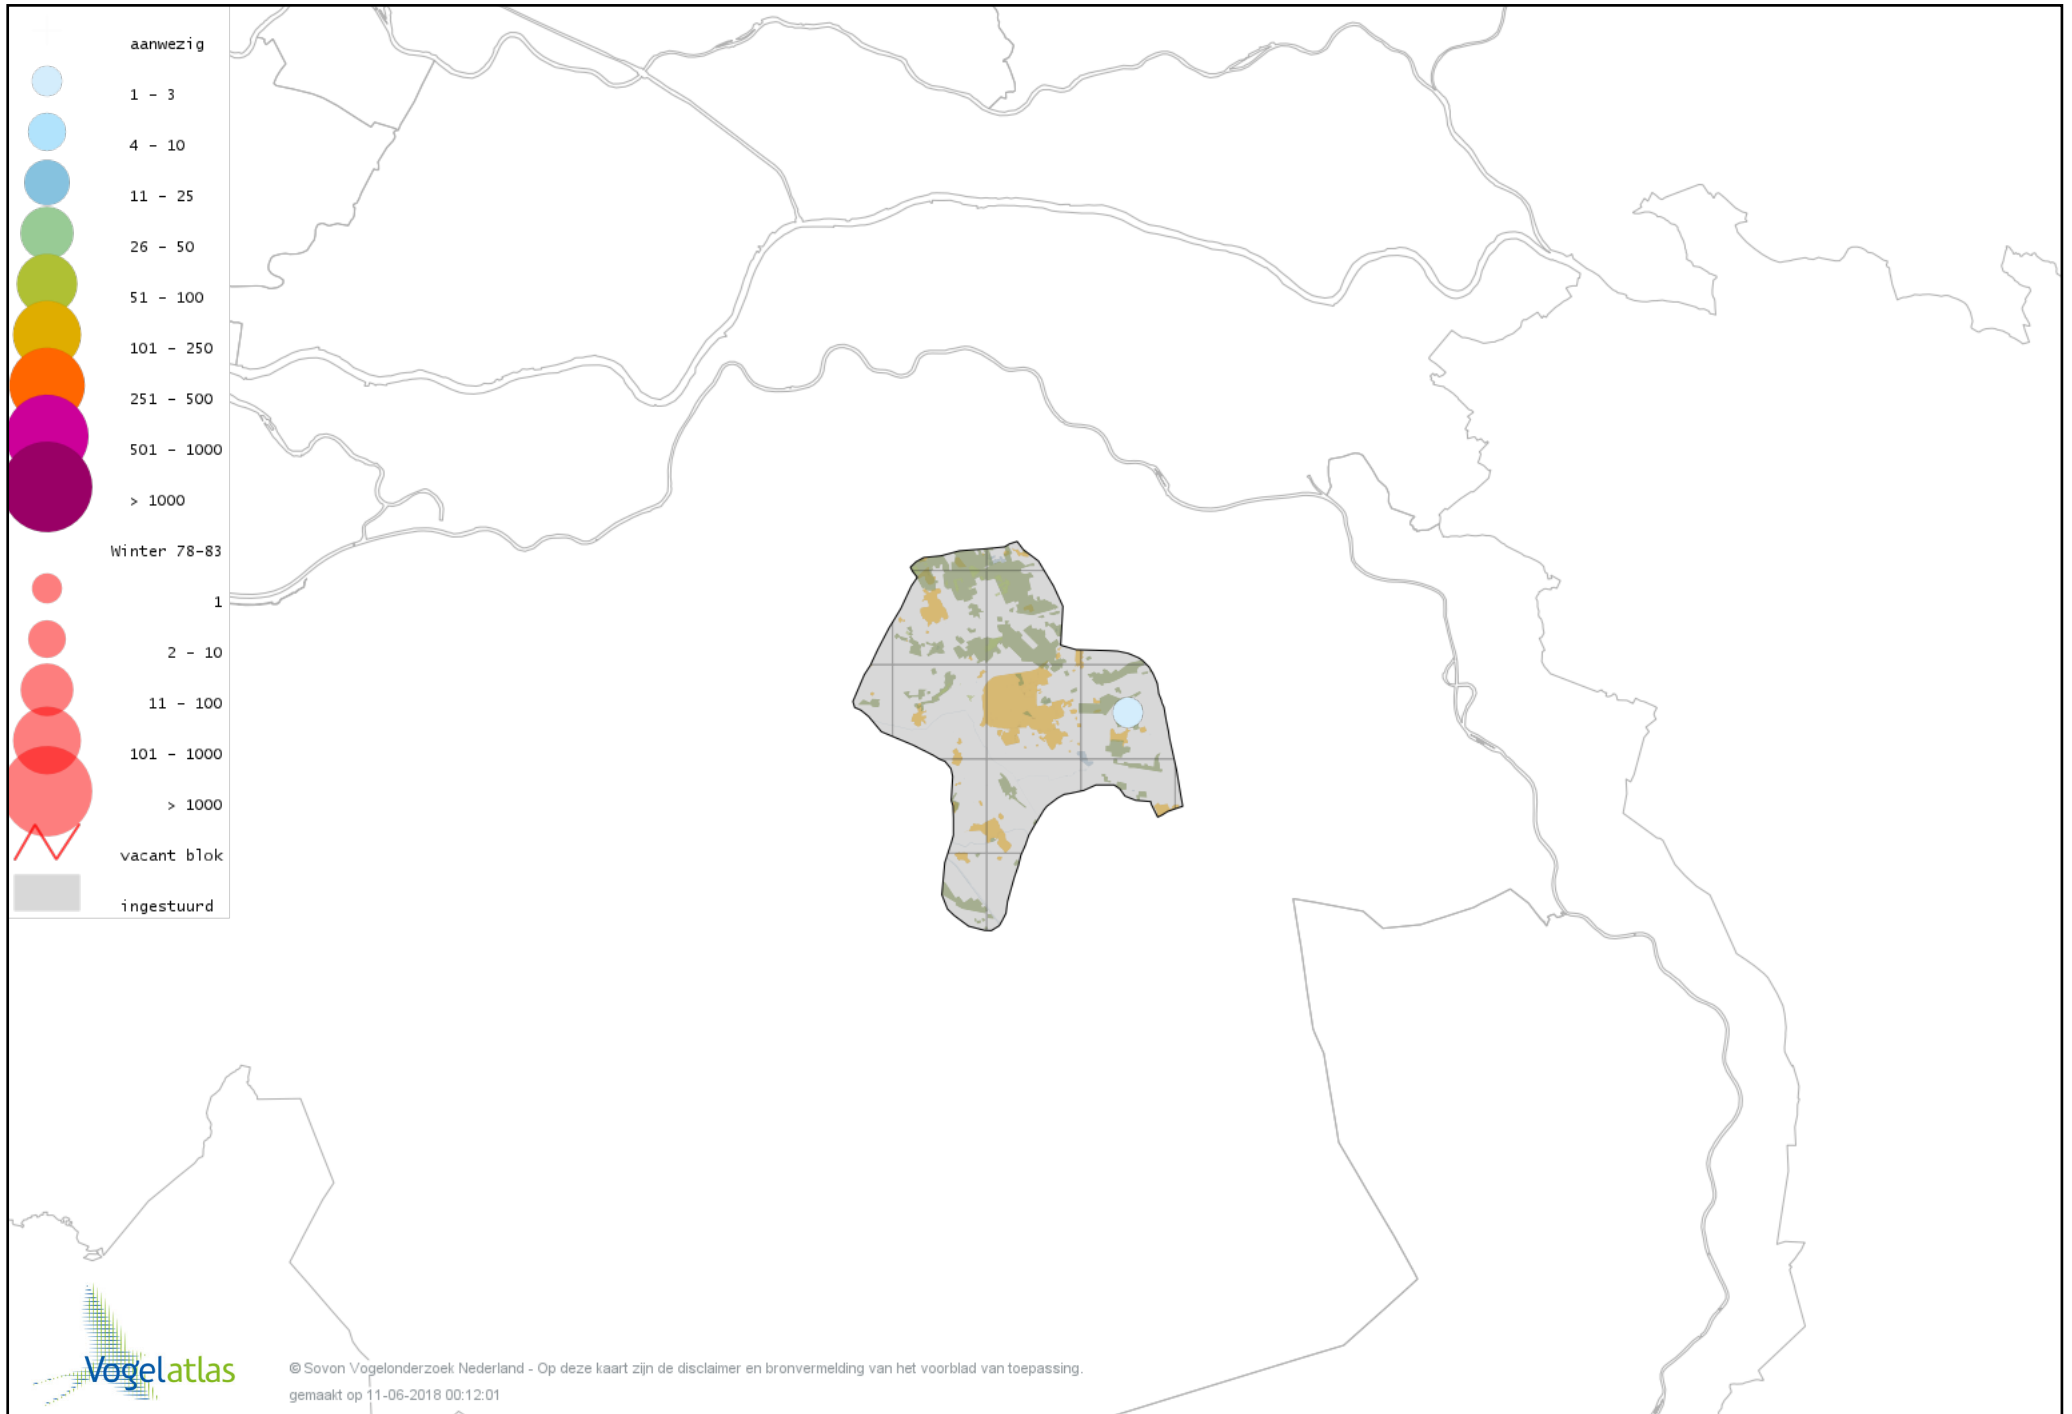 aanwezig
1 - 3
4 - 10
11 - 25
26 - 50
51 - 100
101 - 250
251 - 500
501 - 1000
> 1000
Winter 78-83
1
2 - 10
11 - 100
101 - 1000
> 1000
vacant blok
ingestuurd
Vogelatlas
© Sovon Vogelonderzoek Nederland - Op deze kaart zijn de disclaimer en bronvermelding van het voorblad van toepassing.
gemaakt op 11-06-2018 00:12:01